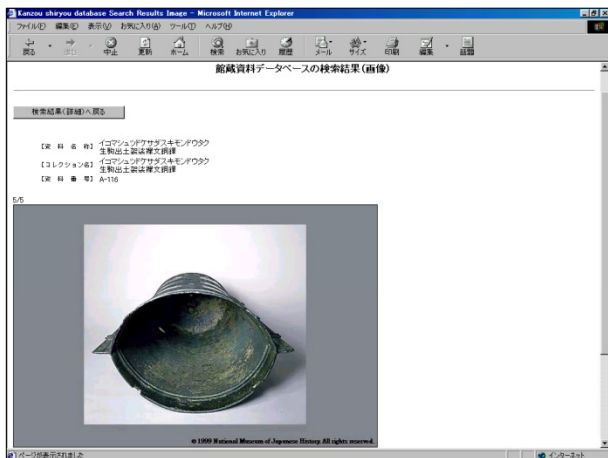 Kanzou shiryou database Search Results Image - Microsoft Internet Explorer
ファイル(F) 編集(E) 表示(V) お気に入り(A) ツール(T) ヘルプ(H)
戻る 進む 中止 更新 ホーム 検索 お気に入り 履歴 メール サイズ 印刷 編集 話題
館蔵資料データベースの検索結果(画像)
検索結果(詳細)へ戻る
【資 料 名 称】 イコマシュンドケサダスキモンドウタク
生駒出土袈裟襷文銅鐸
【コレクション名】 イコマシュンドケサダスキモンドウタク
生駒出土袈裟襷文銅鐸
【資 料 番 号】 A-116
5/5
© 1999 National Museum of Japanese History. All rights reserved.
ページが表示されました
インターネット